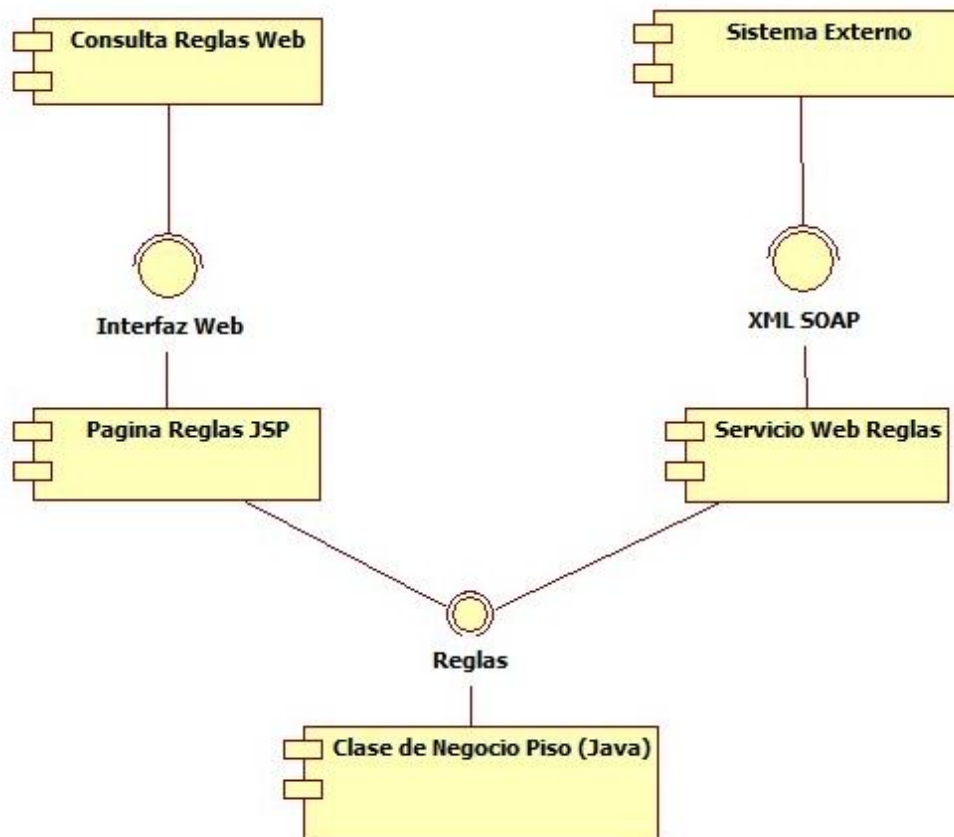 Consulta Reglas Web
Sistema Externo
Interfaz Web
XML SOAP
Pagina Reglas JSP
Servicio Web Reglas
Reglas
Clase de Negocio Piso (Java)